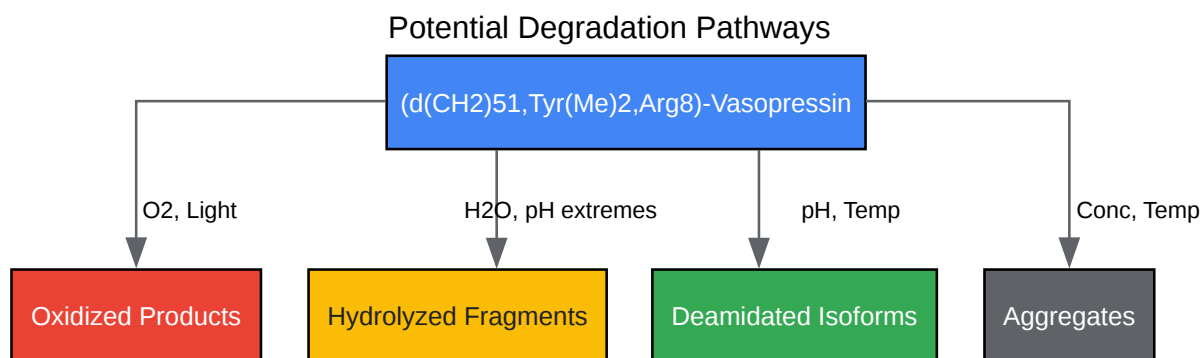 Potential Degradation Pathways
(d(CH2)51,Tyr(Me)2,Arg8)-Vasopressin
O2, Light
H2O, pH extremes
pH, Temp
Conc, Temp
Oxidized Products
Hydrolyzed Fragments
Deamidated Isoforms
Aggregates